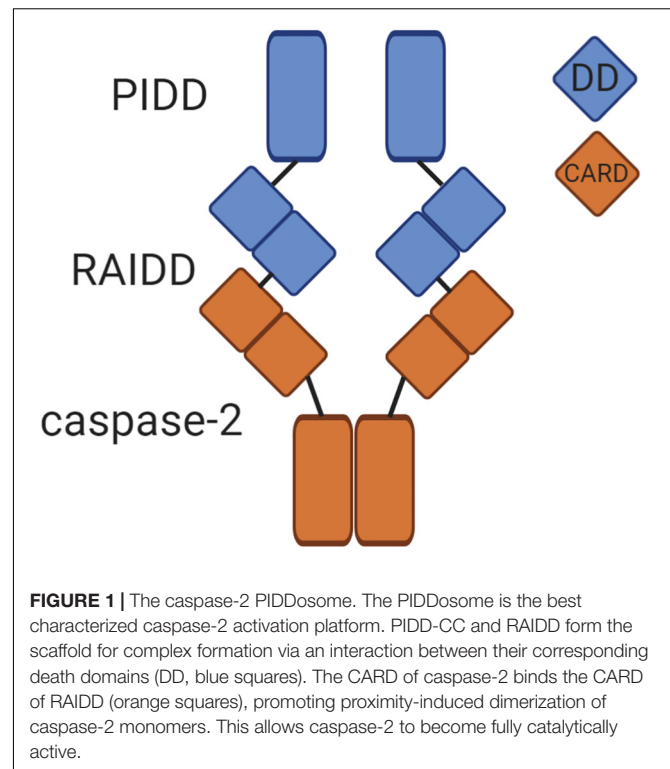 PIDD
DD
CARD
RAIDD
caspase-2
FIGURE 1 | The caspase-2 PIDDosome. The PIDDosome is the best
characterized caspase-2 activation platform. PIDD-CC and RAIDD form the
scaffold for complex formation via an interaction between their corresponding
death domains (DD, blue squares). The CARD of caspase-2 binds the CARD
of RAIDD (orange squares), promoting proximity-induced dimerization of
caspase-2 monomers. This allows caspase-2 to become fully catalytically
active.